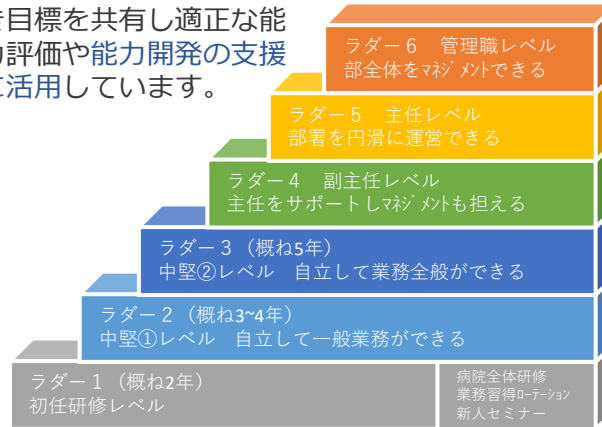 き目標を共有し適正な能
力評価や能力開発の支援
に活用しています。
ラダー６　管理職レベル
部全体をﾏﾈｼﾞﾒﾝﾄできる
ラダー５　主任レベル
部署を円滑に運営できる
ラダー４　副主任レベル
主任をサポートしﾏﾈｼﾞﾒﾝﾄも担える
ラダー３（概ね5年）
中堅②レベル　自立して業務全般ができる
ラダー２（概ね3~4年）
中堅①レベル　自立して一般業務ができる
ラダー１（概ね2年）
初任研修レベル
病院全体研修
業務習得ﾛｰﾃｰｼｮﾝ
新人セミナー